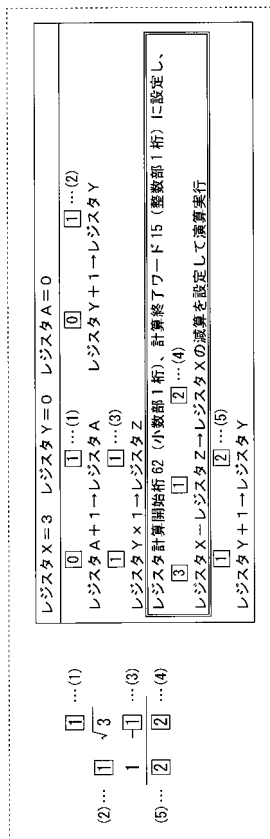 1 …(1)
(2)… 1 √3
1 −1 …(3)
(5)… 2 2 …(4)
レジスタX=3 レジスタY=0 レジスタA=0
0 1 …(1) 0 1 …(2)
レジスタA+1→レジスタA レジスタY+1→レジスタY
1 1 …(3)
レジスタY×1→レジスタZ
レジスタ計算開始桁62(小数部1桁)、計算終了ワード15(整数部1桁)に設定し、
3 1 2 …(4)
レジスタX−レジスタZ→レジスタXの減算を設定して演算実行
1 2 …(5)
レジスタY+1→レジスタY